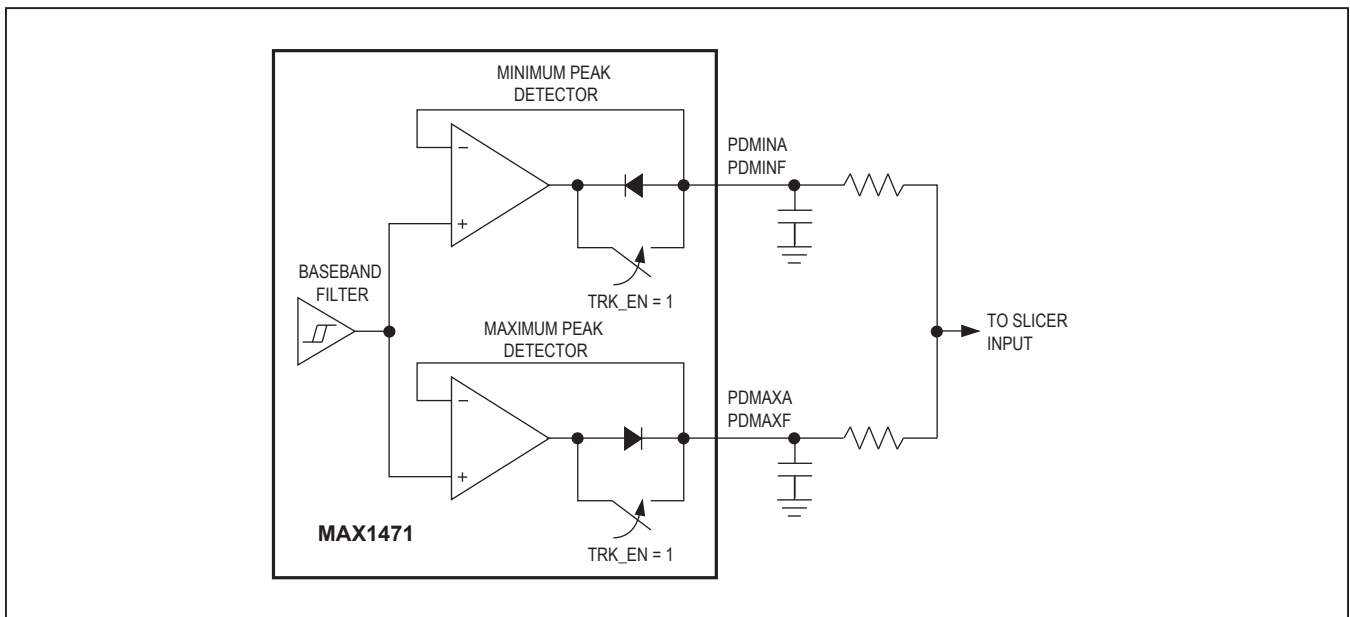 MINIMUM PEAK
DETECTOR
−
+
PDMINA
PDMINF
TRK_EN = 1
BASEBAND
FILTER
MAXIMUM PEAK
DETECTOR
−
+
PDMAXA
PDMAXF
TRK_EN = 1
TO SLICER
INPUT
MAX1471